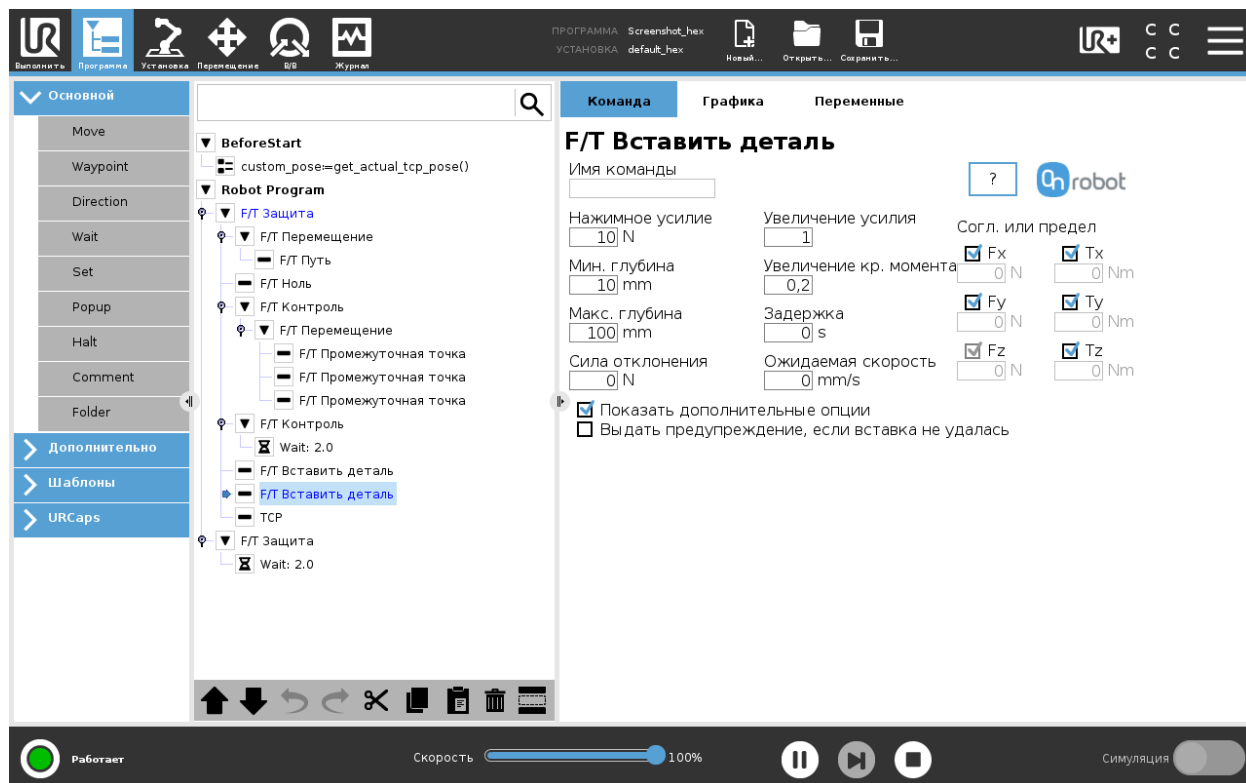 ПРОГРАММА Screenshot_hex
УСТАНОВКА default_hex
Выполнить Программа Установка Перемещение В/В Журнал Новый... Открыть... Сохранить...
UR+
C C
C C
Основной
Move
Waypoint
Direction
Wait
Set
Popup
Halt
Comment
Folder
Дополнительно
Шаблоны
URCaps
BeforeStart
custom_pose≔get_actual_tcp_pose()
Robot Program
F/T Защита
F/T Перемещение
F/T Путь
F/T Ноль
F/T Контроль
F/T Перемещение
F/T Промежуточная точка
F/T Промежуточная точка
F/T Промежуточная точка
F/T Контроль
Wait: 2.0
F/T Вставить деталь
F/T Вставить деталь
TCP
F/T Защита
Wait: 2.0
Команда Графика Переменные
F/T Вставить деталь
Имя команды
?
On robot
Нажимное усилие
10 N
Мин. глубина
10 mm
Макс. глубина
100 mm
Сила отклонения
0 N
Увеличение усилия
1
Увеличение кр. момента
0,2
Задержка
0 s
Ожидаемая скорость
0 mm/s
Согл. или предел
Fx Tx
0 N 0 Nm
Fy Ty
0 N 0 Nm
Fz Tz
0 N 0 Nm
Показать дополнительные опции
Выдать предупреждение, если вставка не удалась
Работает
Скорость 100%
Симуляция